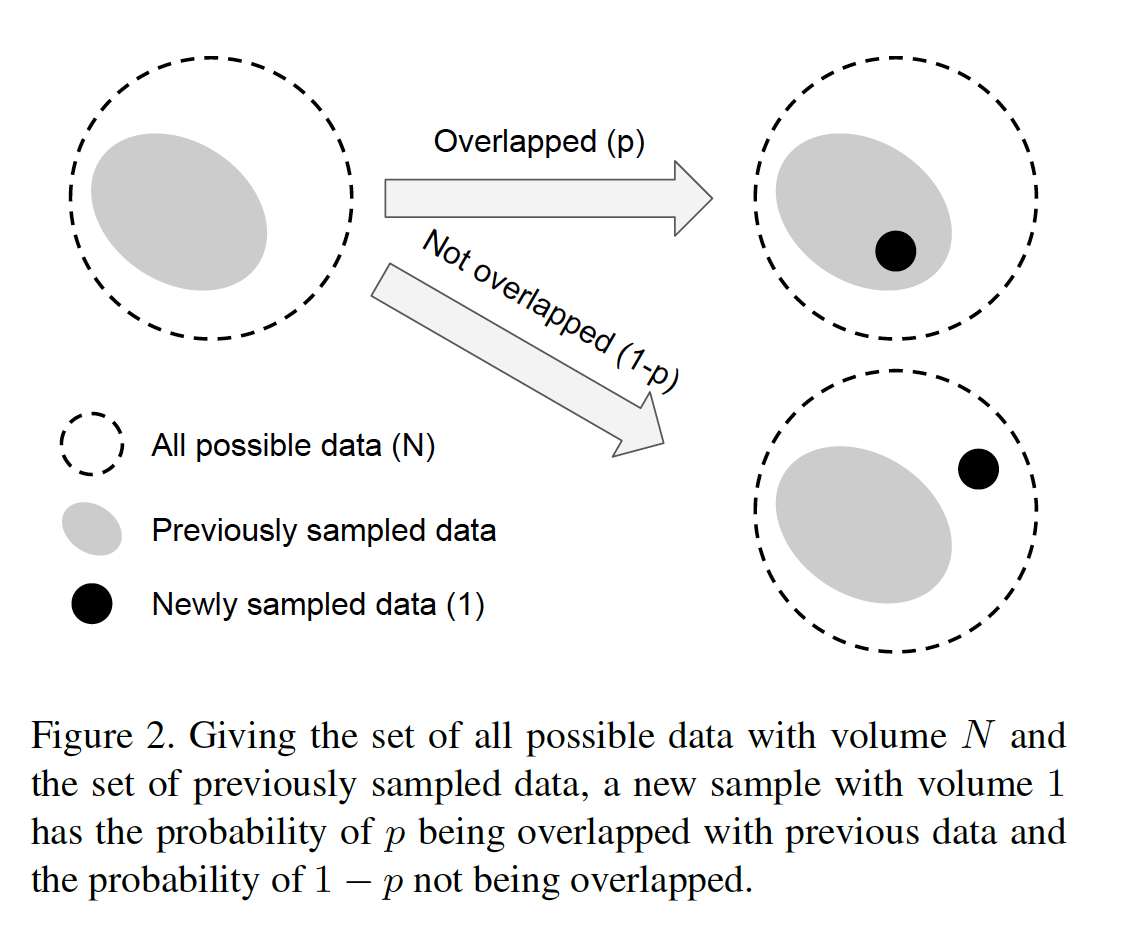 Overlapped (p)
Not overlapped (1-p)
All possible data (N)
Previously sampled data
Newly sampled data (1)
Figure 2. Giving the set of all possible data with volume N and
the set of previously sampled data, a new sample with volume 1
has the probability of p being overlapped with previous data and
the probability of 1 − p not being overlapped.